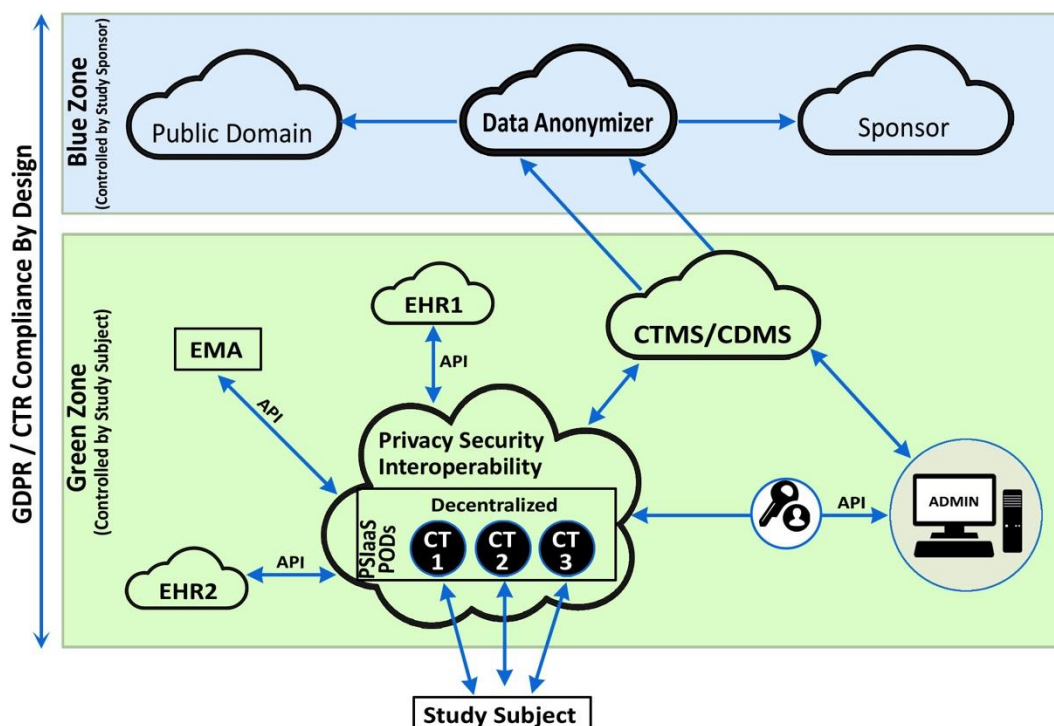 GDPR / CTR Compliance By Design
Blue Zone
(Controlled by Study Sponsor)
Public Domain
Data Anonymizer
Sponsor
Green Zone
(Controlled by Study Subject)
EHR1
API
EMA
API
CTMS/CDMS
Privacy Security
Interoperability
Decentralized
PSIaaS
PODs
CT
1
CT
2
CT
3
API
ADMIN
EHR2
API
Study Subject